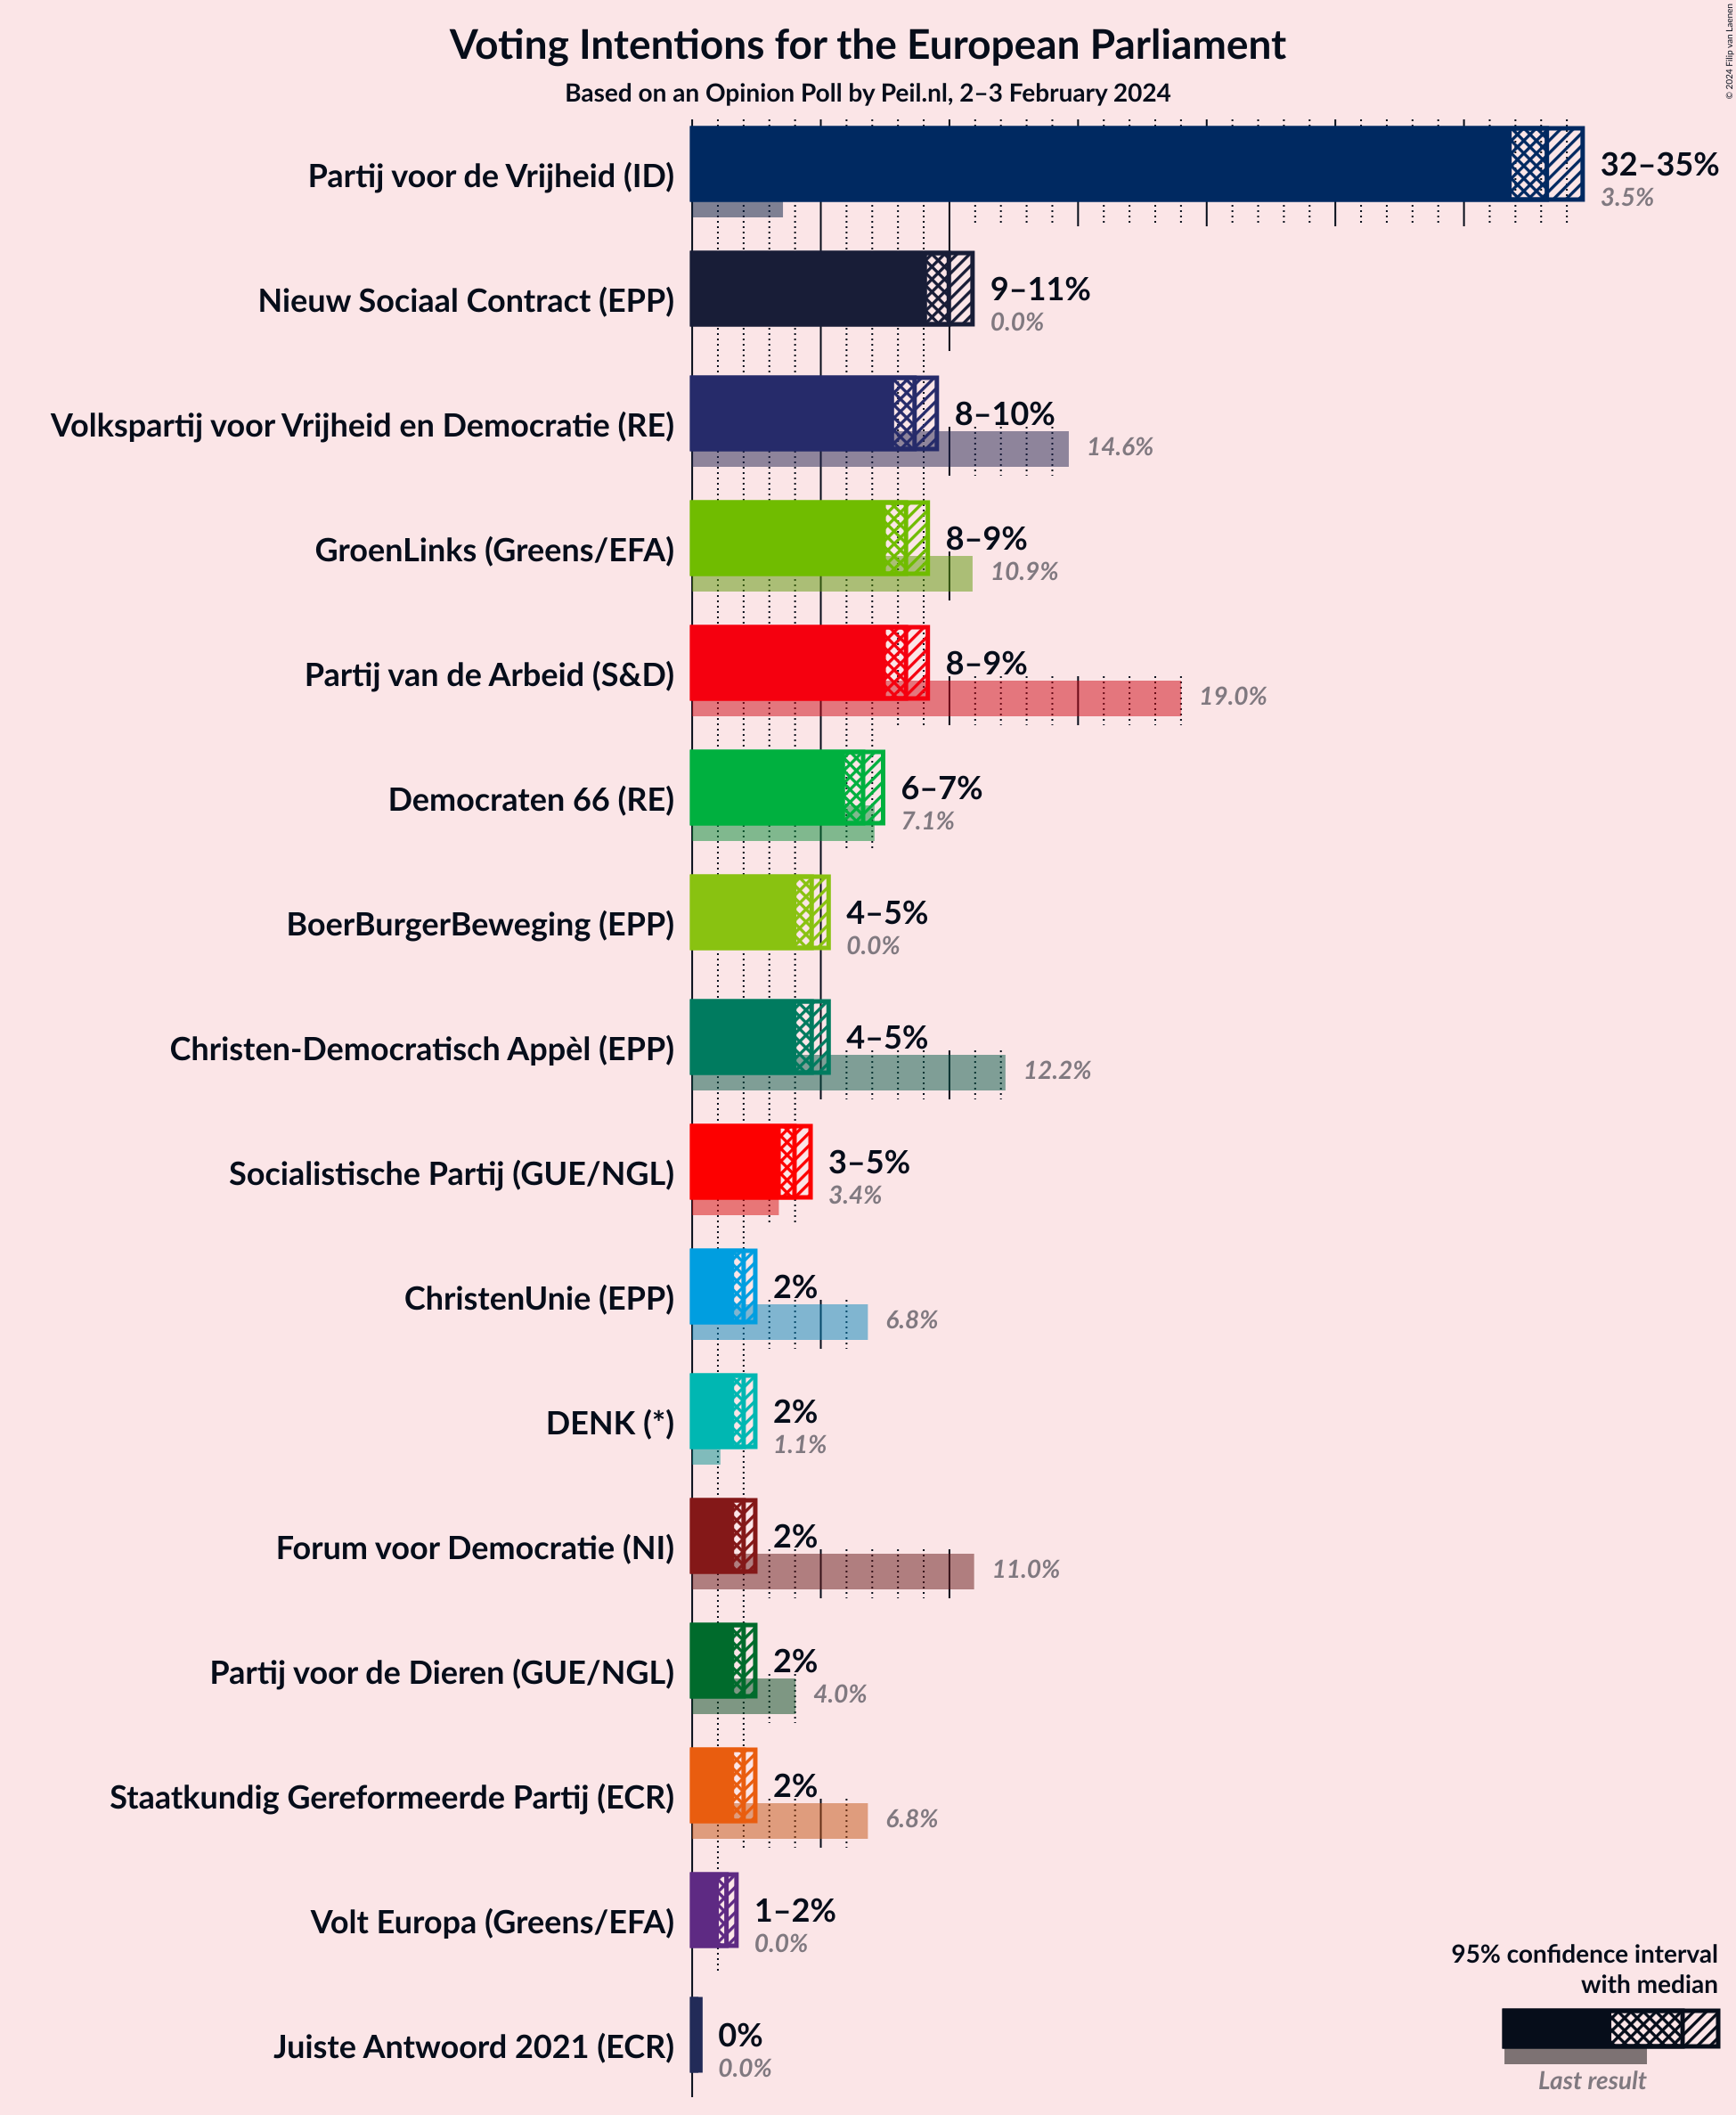 Voting Intentions for the European Parliament
Based on an Opinion Poll by Peil.nl, 2–3 February 2024
© 2024 Filip van Laenen
Partij voor de Vrijheid (ID)
32–35%
3.5%
Nieuw Sociaal Contract (EPP)
9–11%
0.0%
Volkspartij voor Vrijheid en Democratie (RE)
8–10%
14.6%
GroenLinks (Greens/EFA)
8–9%
10.9%
Partij van de Arbeid (S&D)
8–9%
19.0%
Democraten 66 (RE)
6–7%
7.1%
BoerBurgerBeweging (EPP)
4–5%
0.0%
Christen-Democratisch Appèl (EPP)
4–5%
12.2%
Socialistische Partij (GUE/NGL)
3–5%
3.4%
ChristenUnie (EPP)
2%
6.8%
DENK (*)
2%
1.1%
Forum voor Democratie (NI)
2%
11.0%
Partij voor de Dieren (GUE/NGL)
2%
4.0%
Staatkundig Gereformeerde Partij (ECR)
2%
6.8%
Volt Europa (Greens/EFA)
1–2%
0.0%
Juiste Antwoord 2021 (ECR)
0%
0.0%
95% confidence interval
with median
Last result